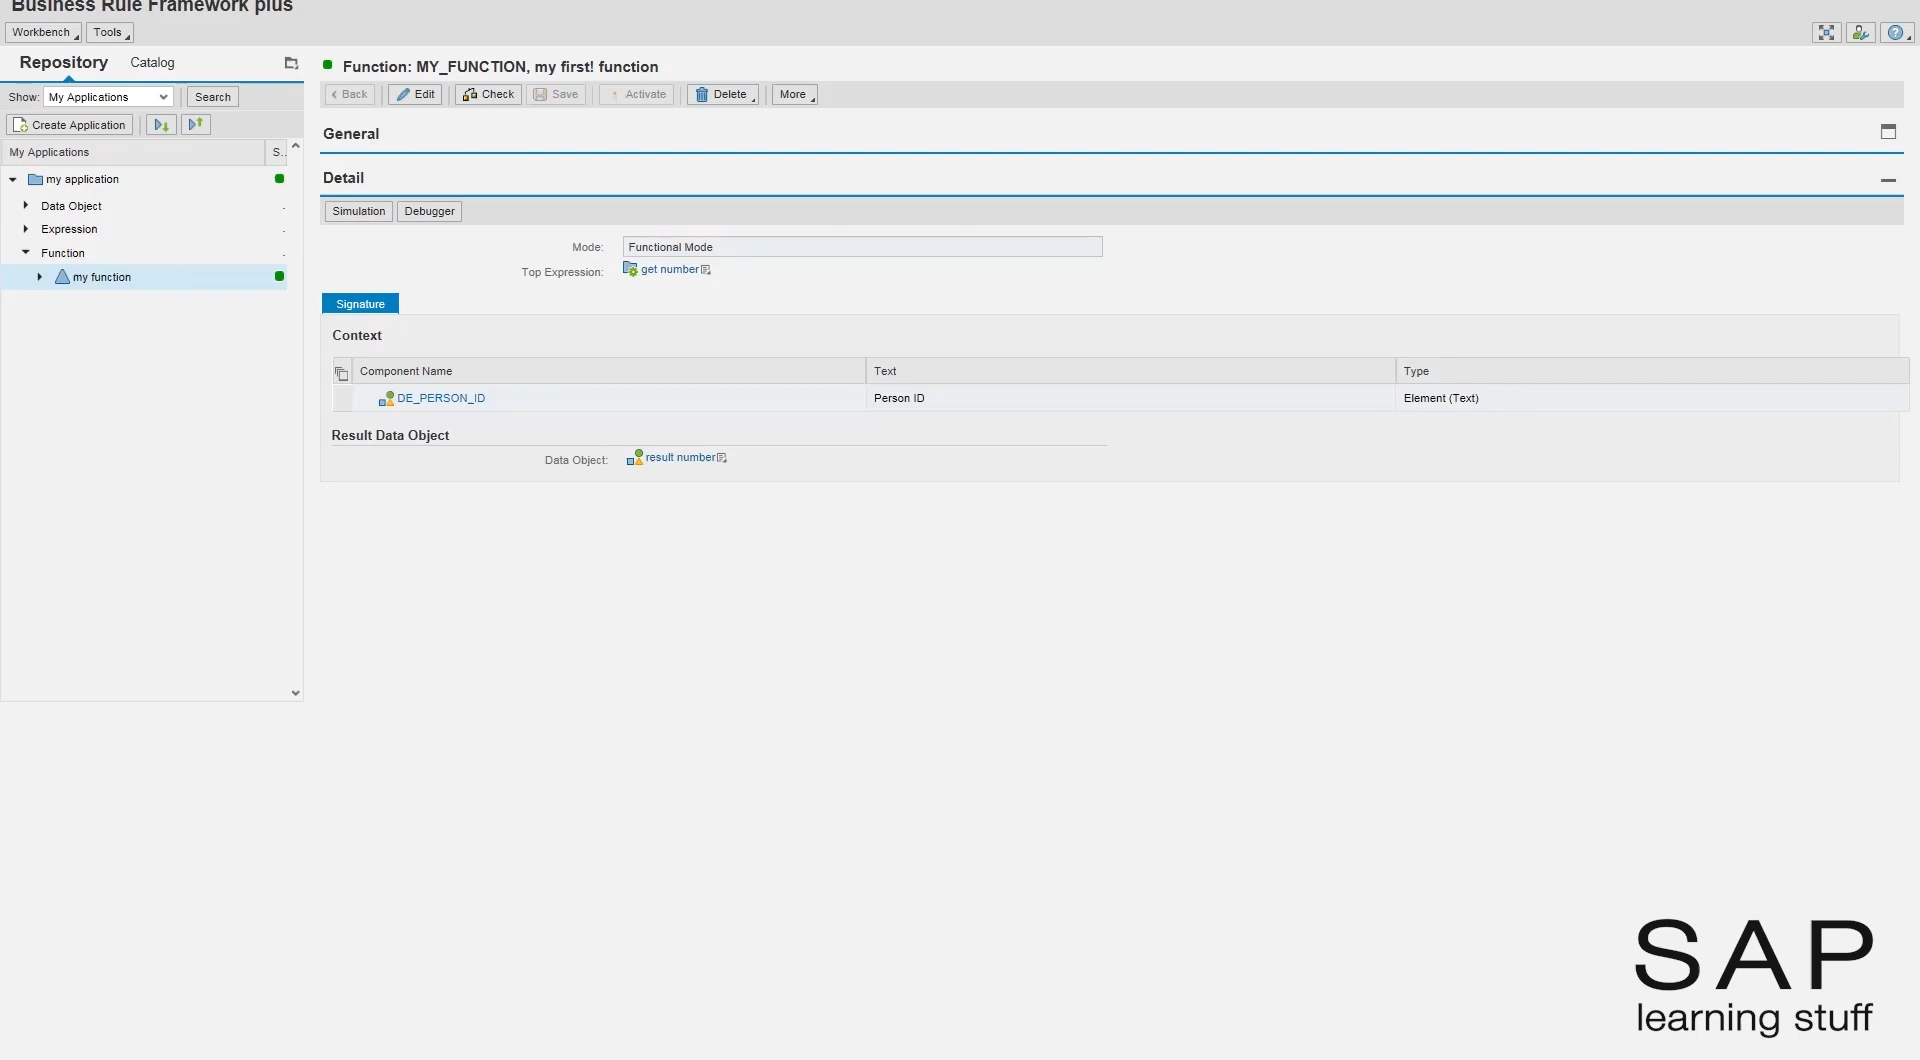 Business Rule Framework plus
Workbench Tools
Repository Catalog
Show: My Applications Search
Create Application
My Applications S..
my application
Data Object .
Expression .
Function .
my function
Function: MY_FUNCTION, my first! function
Back Edit Check Save Activate Delete More
General
Detail
Simulation Debugger
Mode: Functional Mode
Top Expression: get number
Signature
Context
Component Name Text Type
DE_PERSON_ID Person ID Element (Text)
Result Data Object
Data Object: result number
SAP
learning stuff